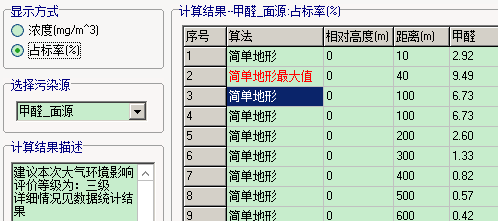 显示方式
浓度(mg/m^3)
占标率(%)
选择污染源
甲醛_面源
计算结果描述
建议本次大气环境影响
评价等级为：三级
详细情况见数据统计结
果
计算结果--甲醛_面源:占标率(%)
序号 算法 相对高度(m) 距离(m) 甲醛
1 简单地形 0 10 2.92
2 简单地形最大值 0 40 9.49
3 简单地形 0 100 6.73
4 简单地形 0 100 6.73
5 简单地形 0 200 2.60
6 简单地形 0 300 1.33
7 简单地形 0 400 0.82
8 简单地形 0 500 0.57
9 简单地形 0 600 0.42